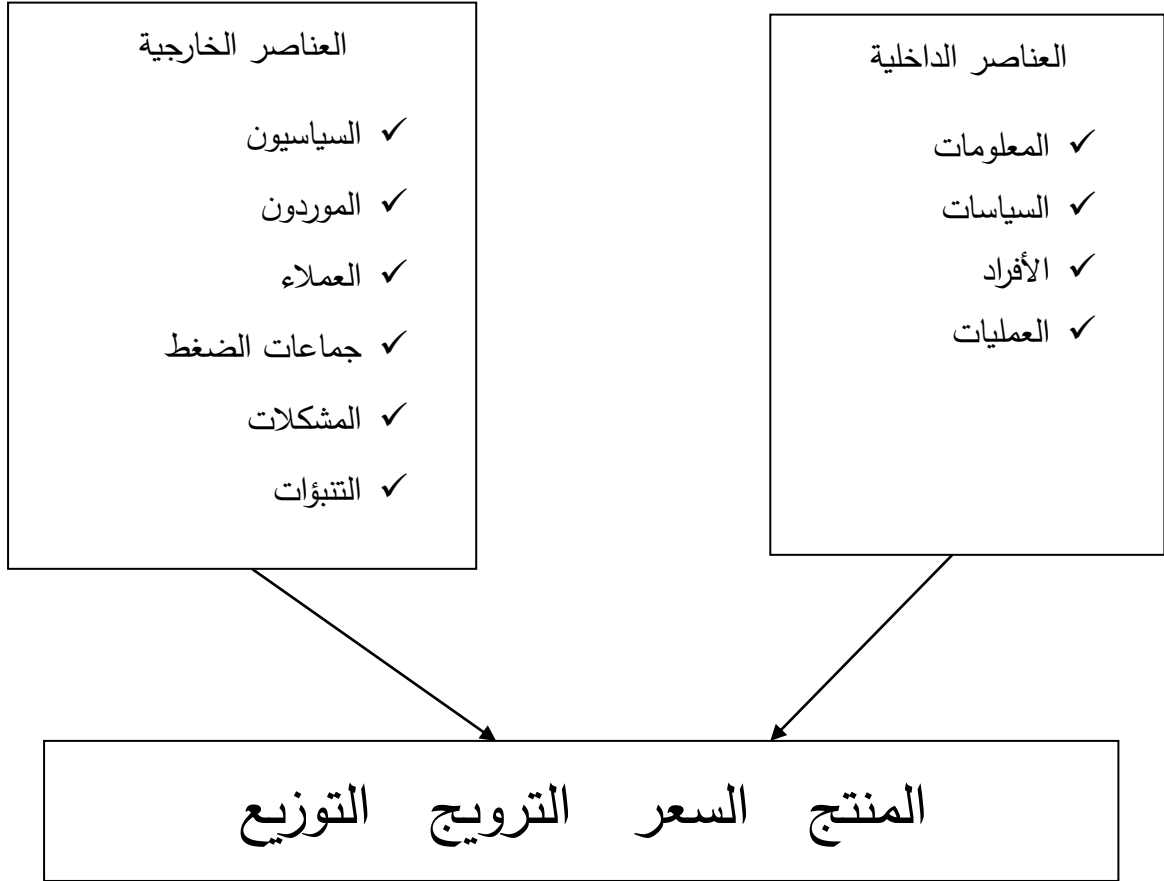 العناصر الداخلية
✓ المعلومات
✓ السياسات
✓ الأفراد
✓ العمليات
العناصر الخارجية
✓ السياسيون
✓ الموردون
✓ العملاء
✓ جماعات الضغط
✓ المشكلات
✓ التنبؤات
المنتج السعر الترويج التوزيع